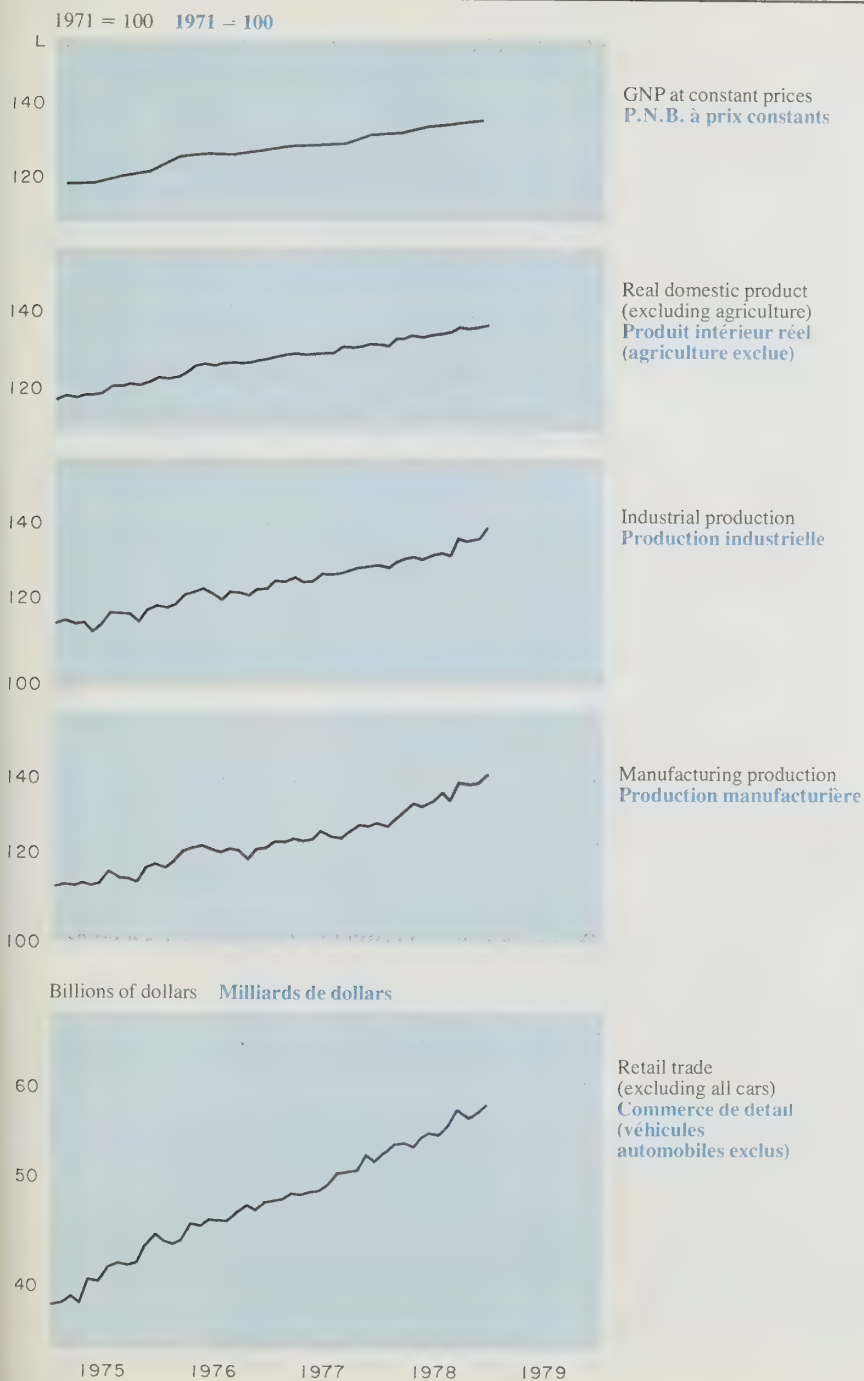 1971 = 100 1971 = 100
L
140
120
GNP at constant prices
P.N.B. à prix constants
140
120
Real domestic product
(excluding agriculture)
Produit intérieur réel
(agriculture exclue)
140
120
100
Industrial production
Production industrielle
140
120
100
Manufacturing production
Production manufacturière
Billions of dollars Milliards de dollars
60
50
40
Retail trade
(excluding all cars)
Commerce de détail
(véhicules
automobiles exclus)
1975 1976 1977 1978 1979